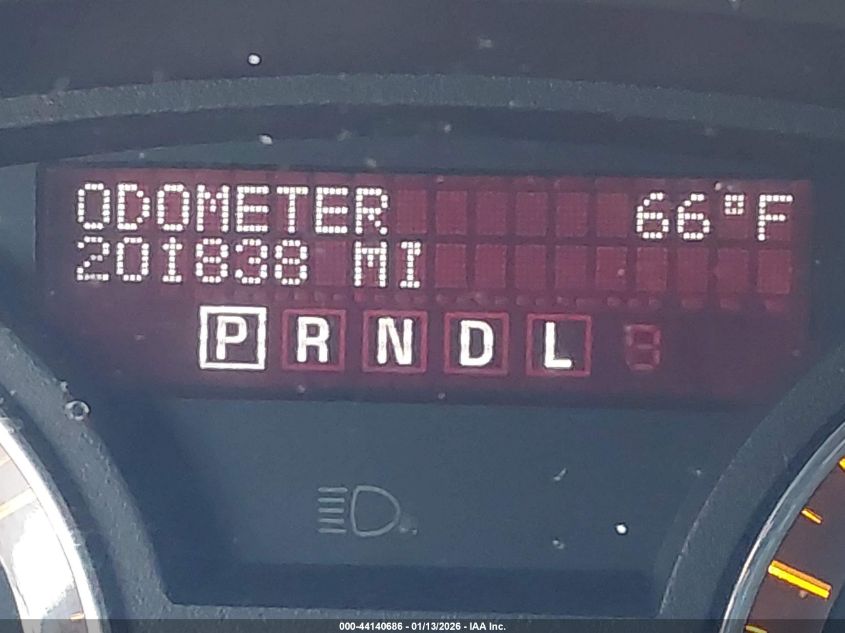 ODOMETER 66°F
201838 MI
P R N D L
000-44140686 - 01/13/2026 - IAA Inc.